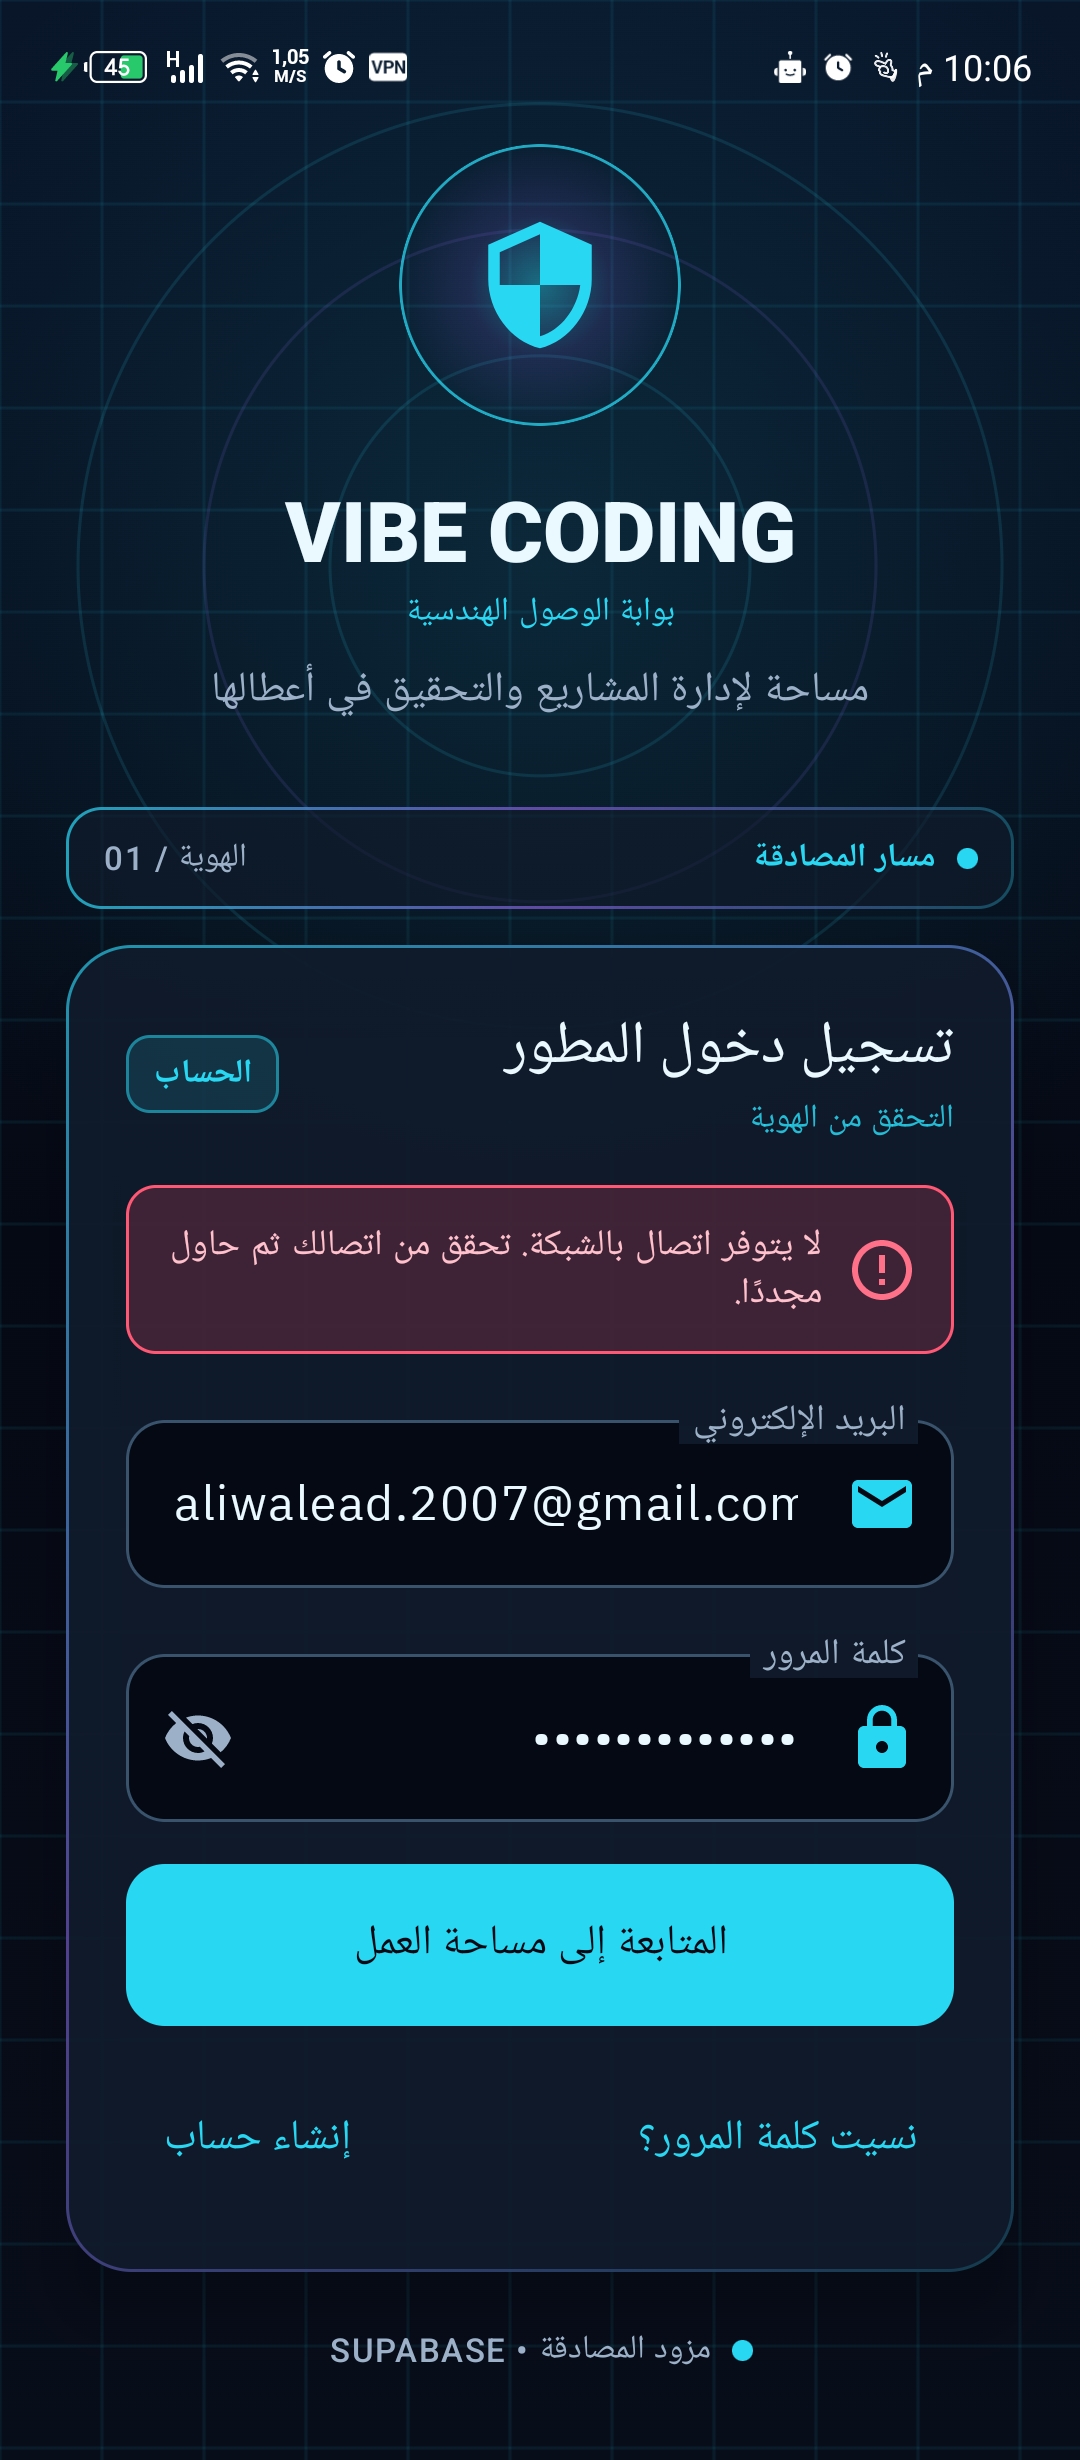 45
H
1,05
M/S
VPN
10:06 م
VIBE CODING
بوابة الوصول الهندسية
مساحة لإدارة المشاريع والتحقيق في أعطالها
مسار المصادقة
الهوية / 01
تسجيل دخول المطور
الحساب
التحقق من الهوية
لا يتوفر اتصال بالشبكة. تحقق من اتصالك ثم حاول
مجددًا.
البريد الإلكتروني
aliwalead.2007@gmail.com
كلمة المرور
•••••••••••••
المتابعة إلى مساحة العمل
نسيت كلمة المرور؟
إنشاء حساب
مزود المصادقة • SUPABASE